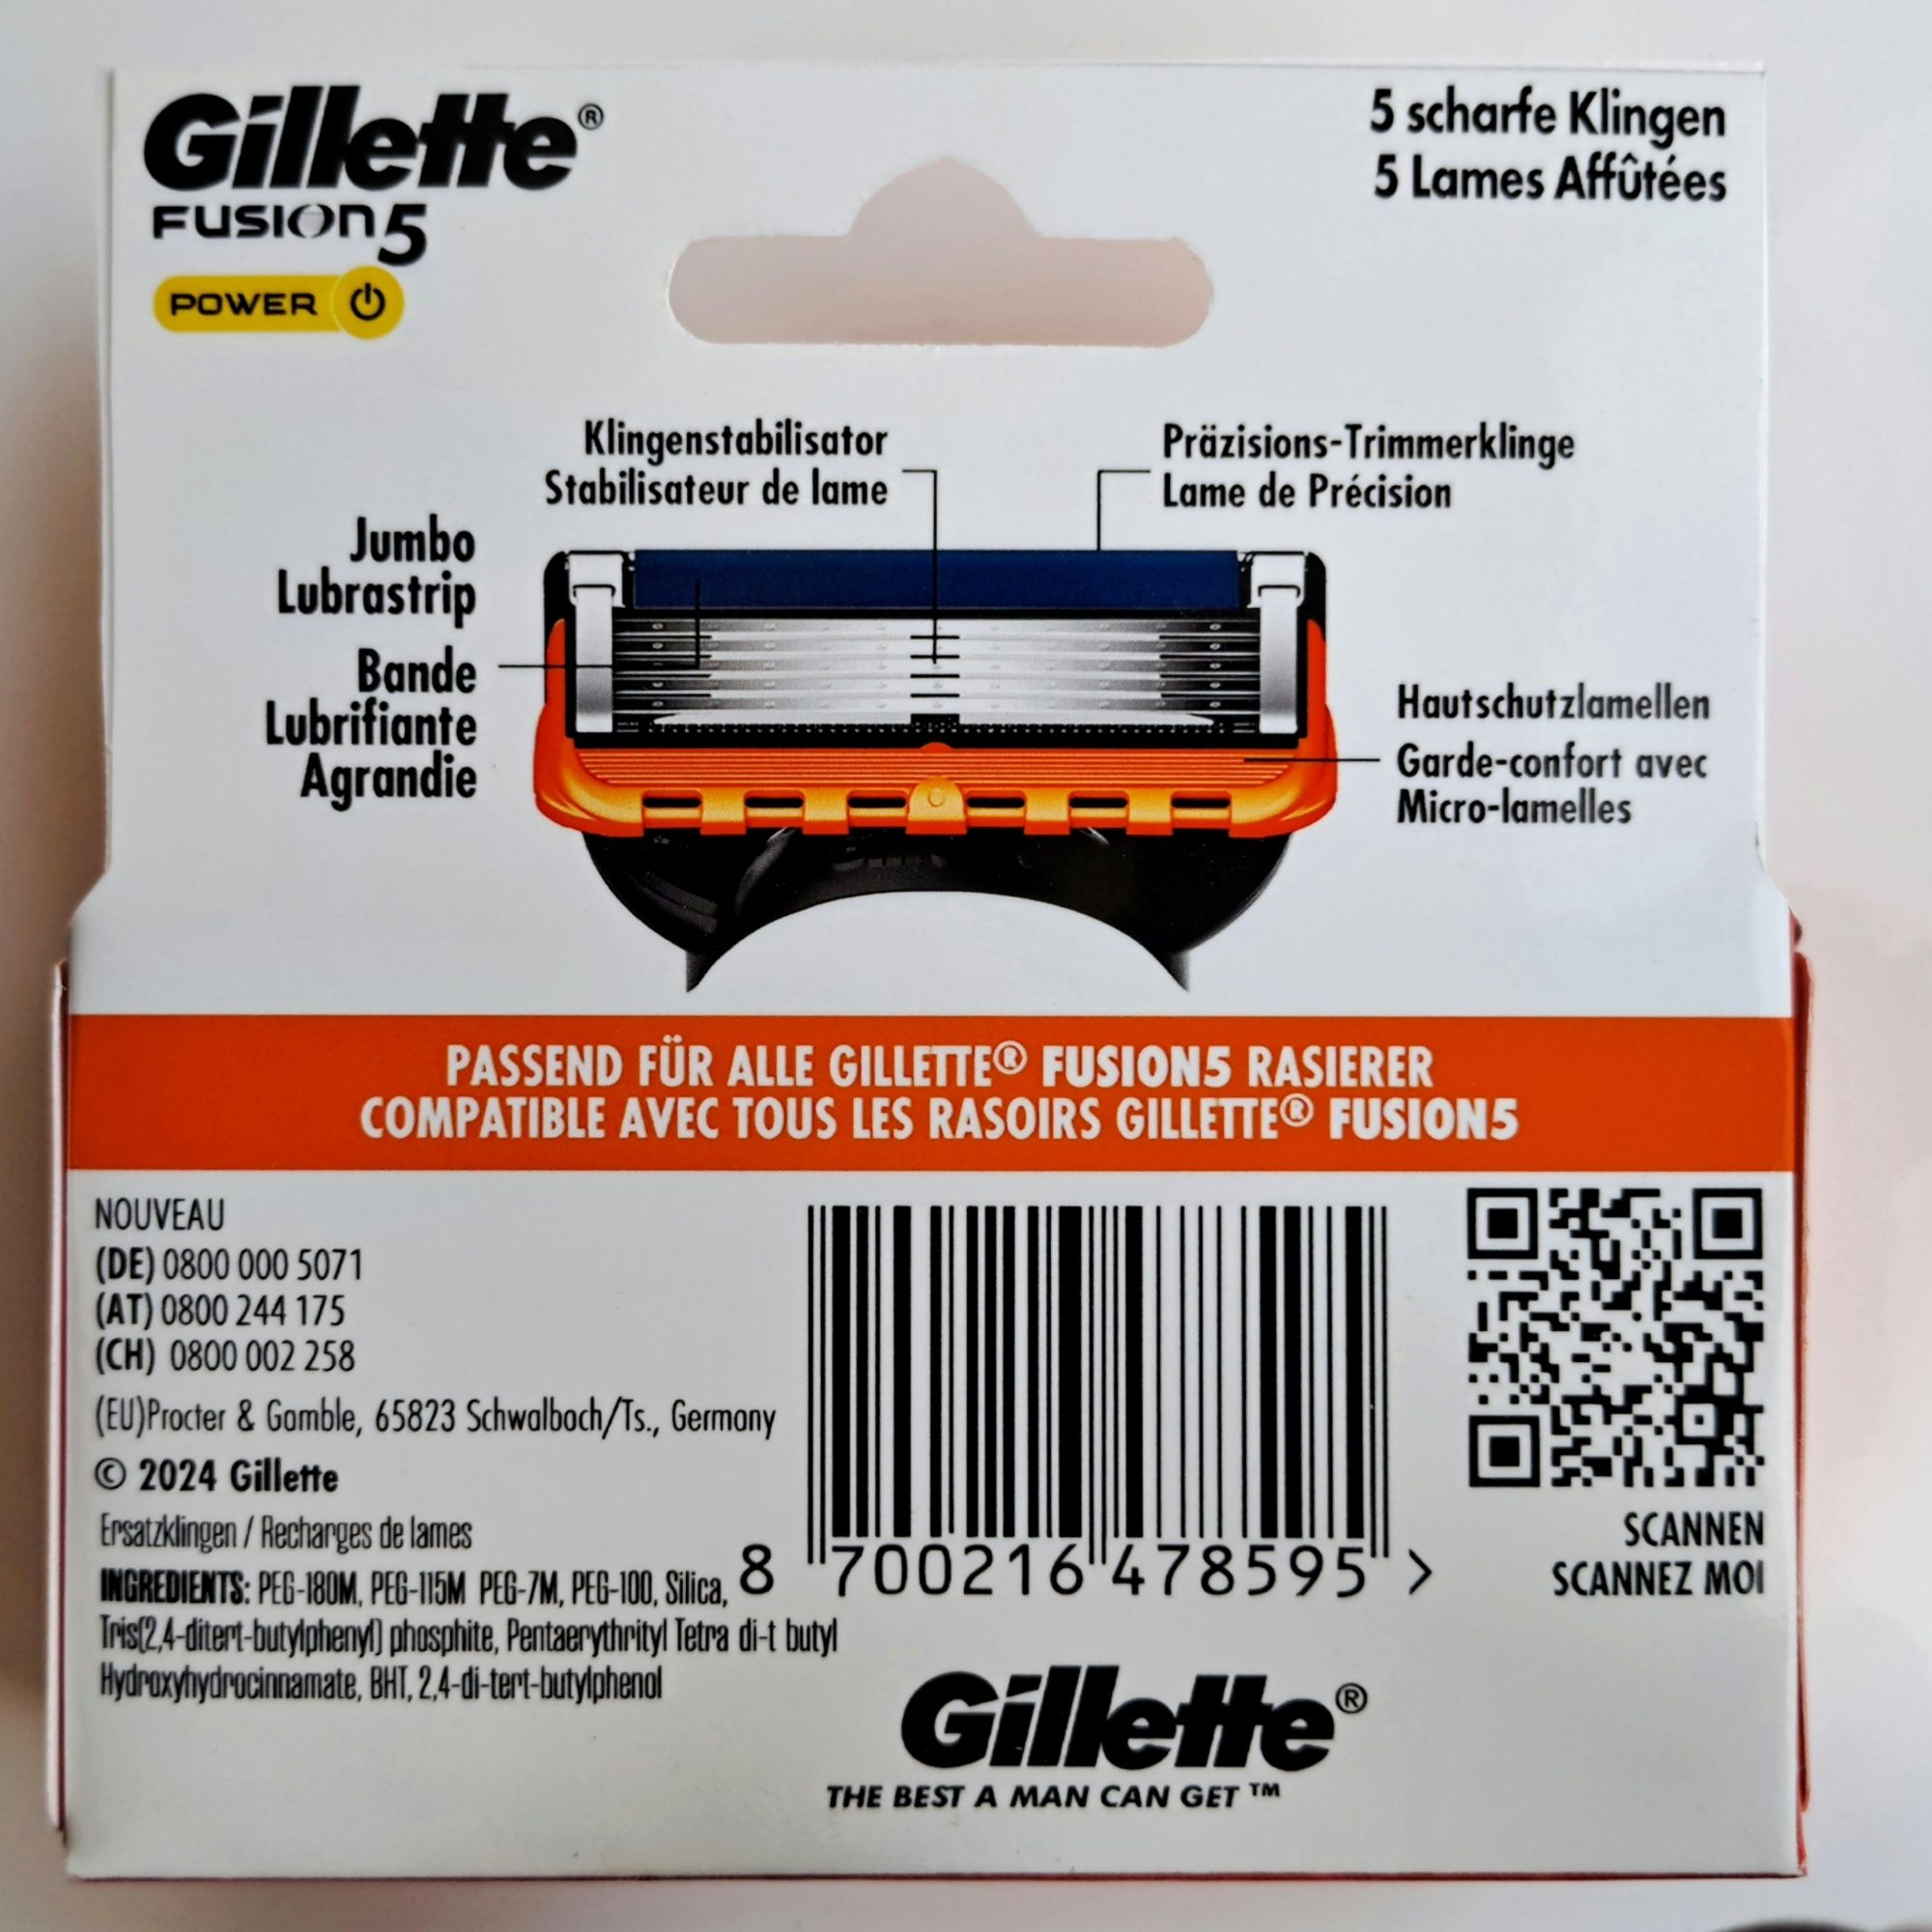 Gillette®
FUSION5
POWER
5 scharfe Klingen
5 Lames Affûtées
Klingenstabilisator
Stabilisateur de lame
Präzisions-Trimmerklinge
Lame de Précision
Jumbo
Lubrastrip
Bande
Lubrifiante
Agrandie
Hautschutzlamellen
Garde-confort avec
Micro-lamelles
PASSEND FÜR ALLE GILLETTE® FUSION5 RASIERER
COMPATIBLE AVEC TOUS LES RASOIRS GILLETTE® FUSION5
NOUVEAU
(DE) 0800 000 5071
(AT) 0800 244 175
(CH) 0800 002 258
(EU)Procter & Gamble, 65823 Schwalbach/Ts., Germany
© 2024 Gillette
Ersatzklingen / Recharges de lames
INGREDIENTS: PEG-180M, PEG-115M PEG-7M, PEG-100, Silica,
Tris(2,4-ditert-butylphenyl) phosphite, Pentaerythrityl Tetra di-t butyl
Hydroxyhydrocinnamate, BHT, 2,4-di-tert-butylphenol
8 700216 478595 >
SCANNEN
SCANNEZ MOI
Gillette®
THE BEST A MAN CAN GET ™